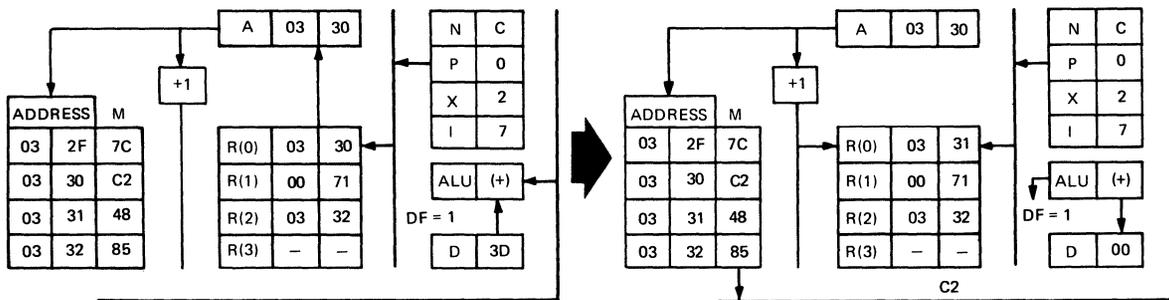 A 03 30
N C
P 0
X 2
I 7
+1
ADDRESS M
03 2F 7C
03 30 C2
03 31 48
03 32 85
R(0) 03 30
R(1) 00 71
R(2) 03 32
R(3) – –
ALU (+)
DF = 1
D 3D
A 03 30
N C
P 0
X 2
I 7
+1
ADDRESS M
03 2F 7C
03 30 C2
03 31 48
03 32 85
R(0) 03 31
R(1) 00 71
R(2) 03 32
R(3) – –
ALU (+)
DF = 1
D 00
C2